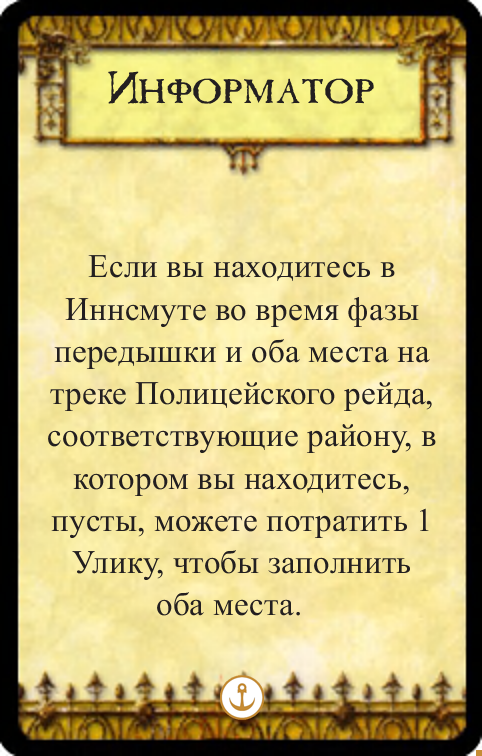 Информатор
Если вы находитесь в
Иннсмуте во время фазы
передышки и оба места на
треке Полицейского рейда,
соответствующие району, в
котором вы находитесь,
пусты, можете потратить 1
Улику, чтобы заполнить
оба места.